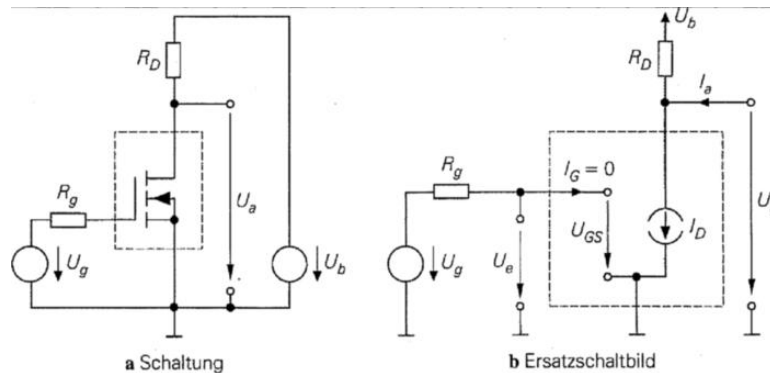 R_D
R_g
U_g
U_a
U_b
a Schaltung
U_b
R_D
I_a
R_g
I_G = 0
U_g
U_e
U_GS
I_D
U
b Ersatzschaltbild